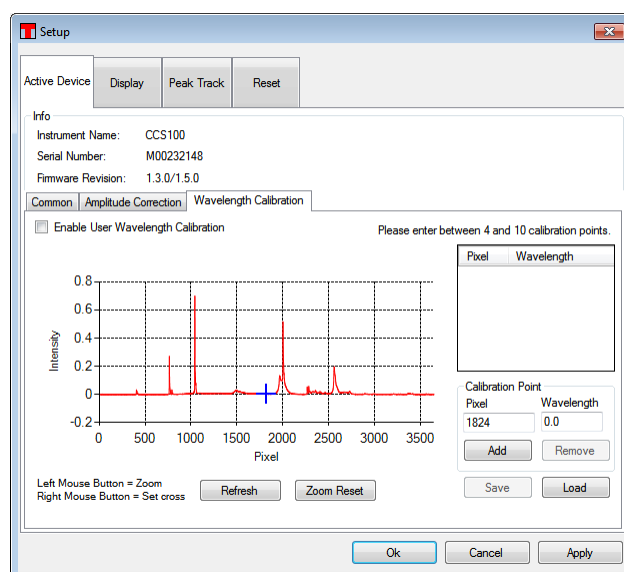 Setup
Active Device Display Peak Track Reset
Info
Instrument Name: CCS100
Serial Number: M00232148
Firmware Revision: 1.3.0/1.5.0
Common Amplitude Correction Wavelength Calibration
Enable User Wavelength Calibration
Please enter between 4 and 10 calibration points.
Pixel Wavelength
0.8
0.6
0.4
0.2
0
-0.2
Intensity
0 500 1000 1500 2000 2500 3000 3500
Pixel
Calibration Point
Pixel Wavelength
1824 0.0
Add Remove
Left Mouse Button = Zoom
Right Mouse Button = Set cross
Refresh Zoom Reset
Save Load
Ok Cancel Apply